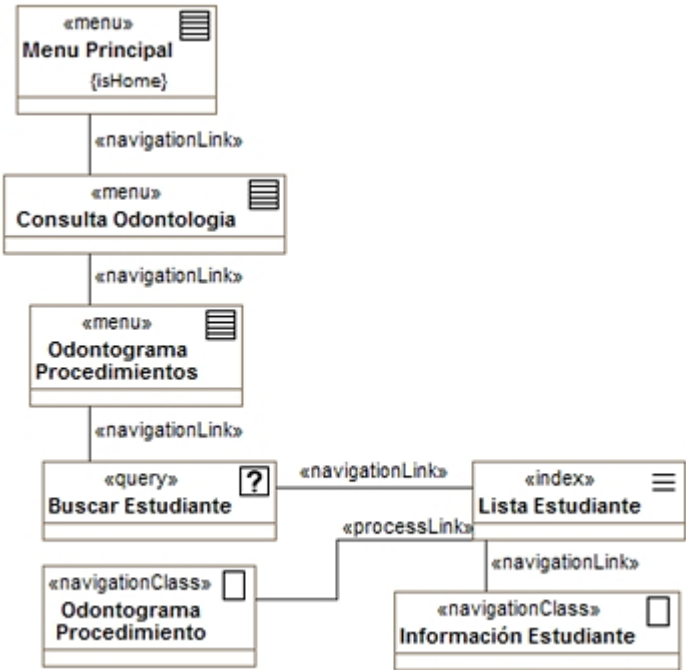 «menu»
Menu Principal
{isHome}
«navigationLink»
«menu»
Consulta Odontologia
«navigationLink»
«menu»
Odontograma
Procedimientos
«navigationLink»
«query»
?
Buscar Estudiante
«navigationLink»
«index»
Lista Estudiante
«processLink»
«navigationLink»
«navigationClass»
Odontograma
Procedimiento
«navigationClass»
Información Estudiante